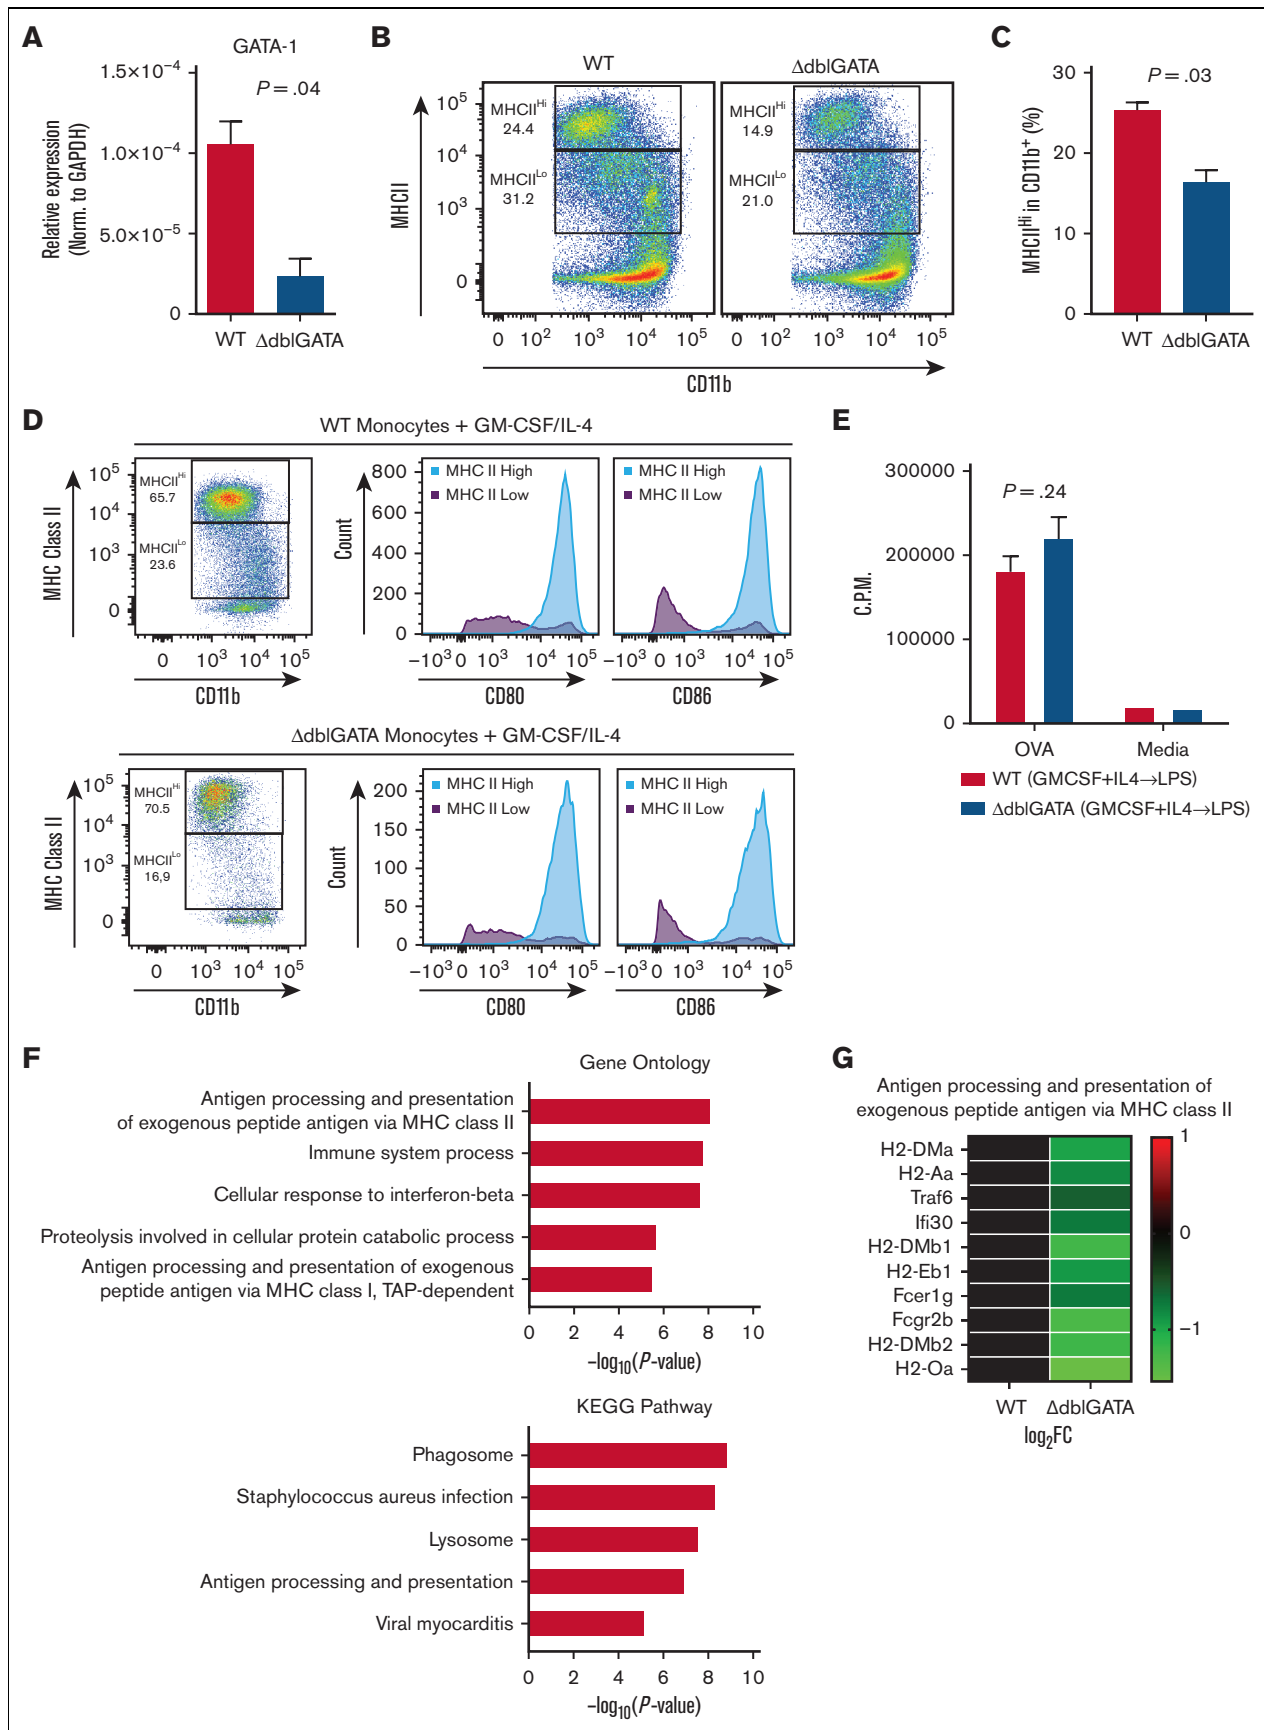 A
GATA-1
Relative expression
(Norm. to GAPDH)
1.5×10⁻⁴
1.0×10⁻⁴
5.0×10⁻⁵
0
P = .04
WT ΔdblGATA
B
WT
ΔdblGATA
MHCII
10⁵
10⁴
10³
0
MHCII^Hi
24.4
MHCII^Lo
31.2
MHCII^Hi
14.9
MHCII^Lo
21.0
0 10² 10³ 10⁴ 10⁵
0 10² 10³ 10⁴ 10⁵
CD11b
C
MHCII^Hi in CD11b⁺ (%)
30
20
10
0
P = .03
WT ΔdblGATA
D
WT Monocytes + GM-CSF/IL-4
MHC Class II
10⁵
10⁴
10³
0
MHCII^Hi
65.7
MHCII^Lo
23.6
0 10³ 10⁴ 10⁵
CD11b
Count
800
600
400
200
0
MHC II High
MHC II Low
−10³ 0 10³ 10⁴ 10⁵
CD80
MHC II High
MHC II Low
−10³ 0 10³ 10⁴ 10⁵
CD86
ΔdblGATA Monocytes + GM-CSF/IL-4
MHC Class II
10⁵
10⁴
10³
0
MHCII^Hi
70.5
MHCII^Lo
16,9
0 10³ 10⁴ 10⁵
CD11b
Count
200
150
100
50
0
MHC II High
MHC II Low
−10³ 0 10³ 10⁴ 10⁵
CD80
MHC II High
MHC II Low
−10³ 0 10³ 10⁴ 10⁵
CD86
E
C.P.M.
300000
200000
100000
0
P = .24
OVA Media
WT (GMCSF+IL4→LPS)
ΔdblGATA (GMCSF+IL4→LPS)
F
Gene Ontology
Antigen processing and presentation
of exogenous peptide antigen via MHC class II
Immune system process
Cellular response to interferon-beta
Proteolysis involved in cellular protein catabolic process
Antigen processing and presentation of exogenous
peptide antigen via MHC class I, TAP-dependent
0 2 4 6 8 10
−log₁₀(P-value)
KEGG Pathway
Phagosome
Staphylococcus aureus infection
Lysosome
Antigen processing and presentation
Viral myocarditis
0 2 4 6 8 10
−log₁₀(P-value)
G
Antigen processing and presentation of
exogenous peptide antigen via MHC class II
H2-DMa
H2-Aa
Traf6
Ifi30
H2-DMb1
H2-Eb1
Fcer1g
Fcgr2b
H2-DMb2
H2-Oa
1
0
−1
WT ΔdblGATA
log₂FC